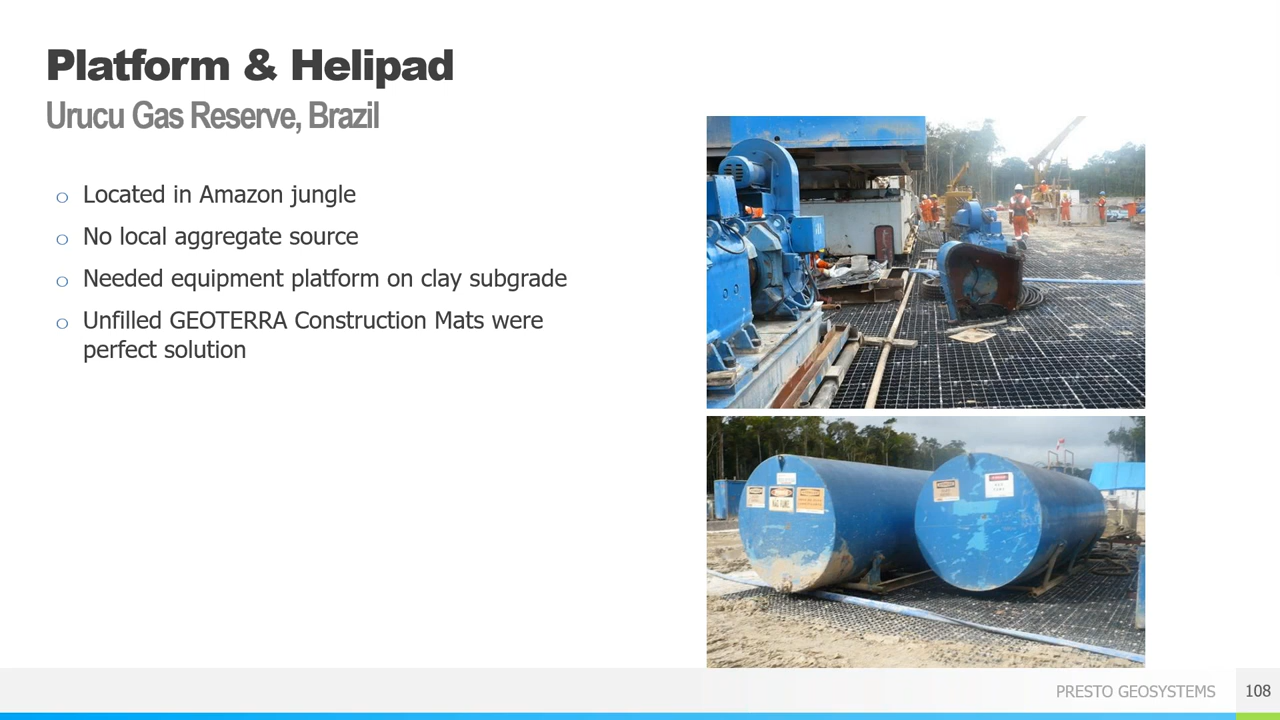 Platform & Helipad
Urucu Gas Reserve, Brazil
Located in Amazon jungle
No local aggregate source
Needed equipment platform on clay subgrade
Unfilled GEOTERRA Construction Mats were
perfect solution
PRESTO GEOSYSTEMS
108